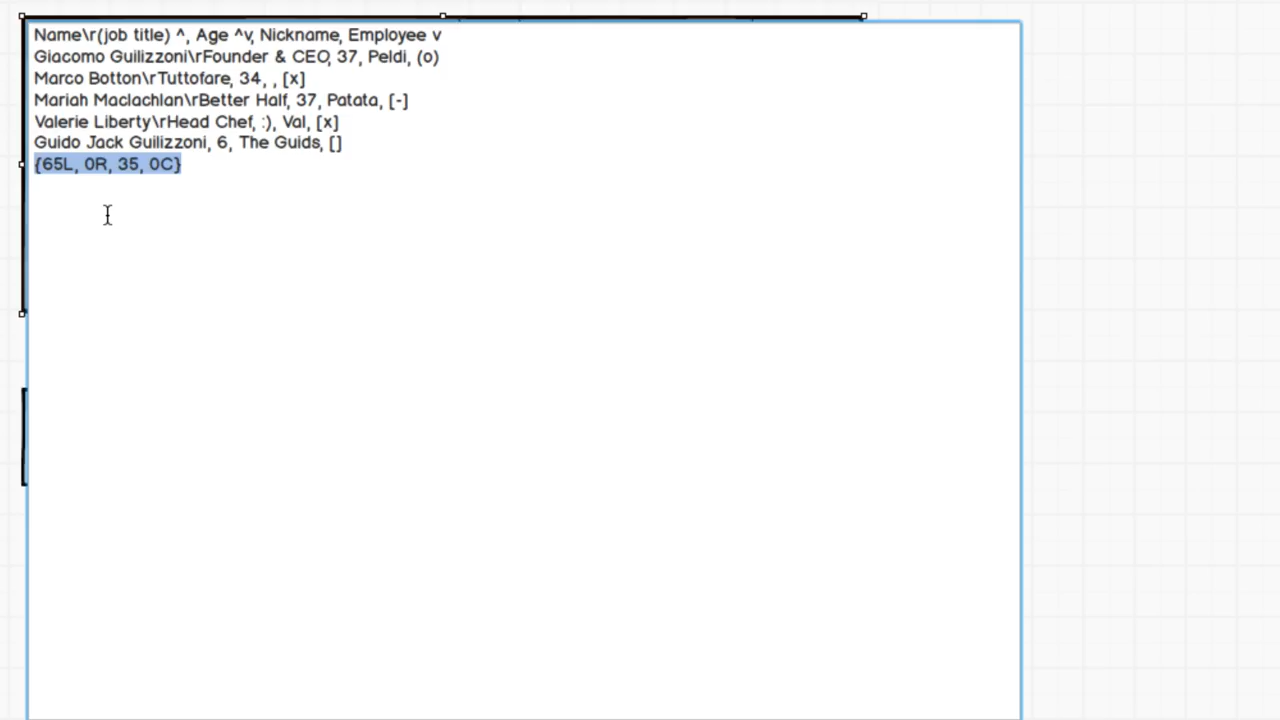 Name\r(job title) ^, Age ^v, Nickname, Employee v
Giacomo Guilizzoni\rFounder & CEO, 37, Peldi, (o)
Marco Botton\rTuttofare, 34, , [x]
Mariah Maclachlan\rBetter Half, 37, Patata, [-]
Valerie Liberty\rHead Chef, :), Val, [x]
Guido Jack Guilizzoni, 6, The Guids, []
{65L, 0R, 35, 0C}